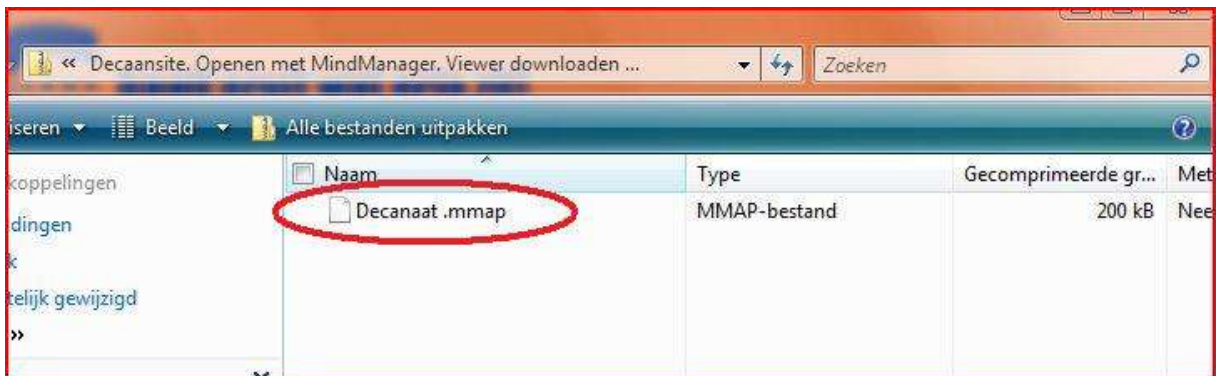 « Decaansite. Openen met MindManager. Viewer downloaden ... Zoeken
iseren Beeld Alle bestanden uitpakken
koppelingen Naam Type Gecomprimeerde gr... Met
Decanaat .mmap MMAP-bestand 200 kB Nee
dingen
k
telijk gewijzigd
»